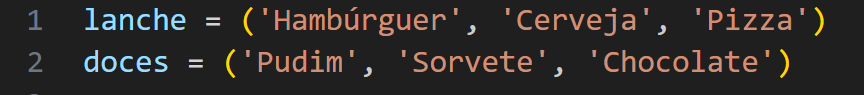 1 lanche = ('Hambúrguer', 'Cerveja', 'Pizza')
2 doces = ('Pudim', 'Sorvete', 'Chocolate')